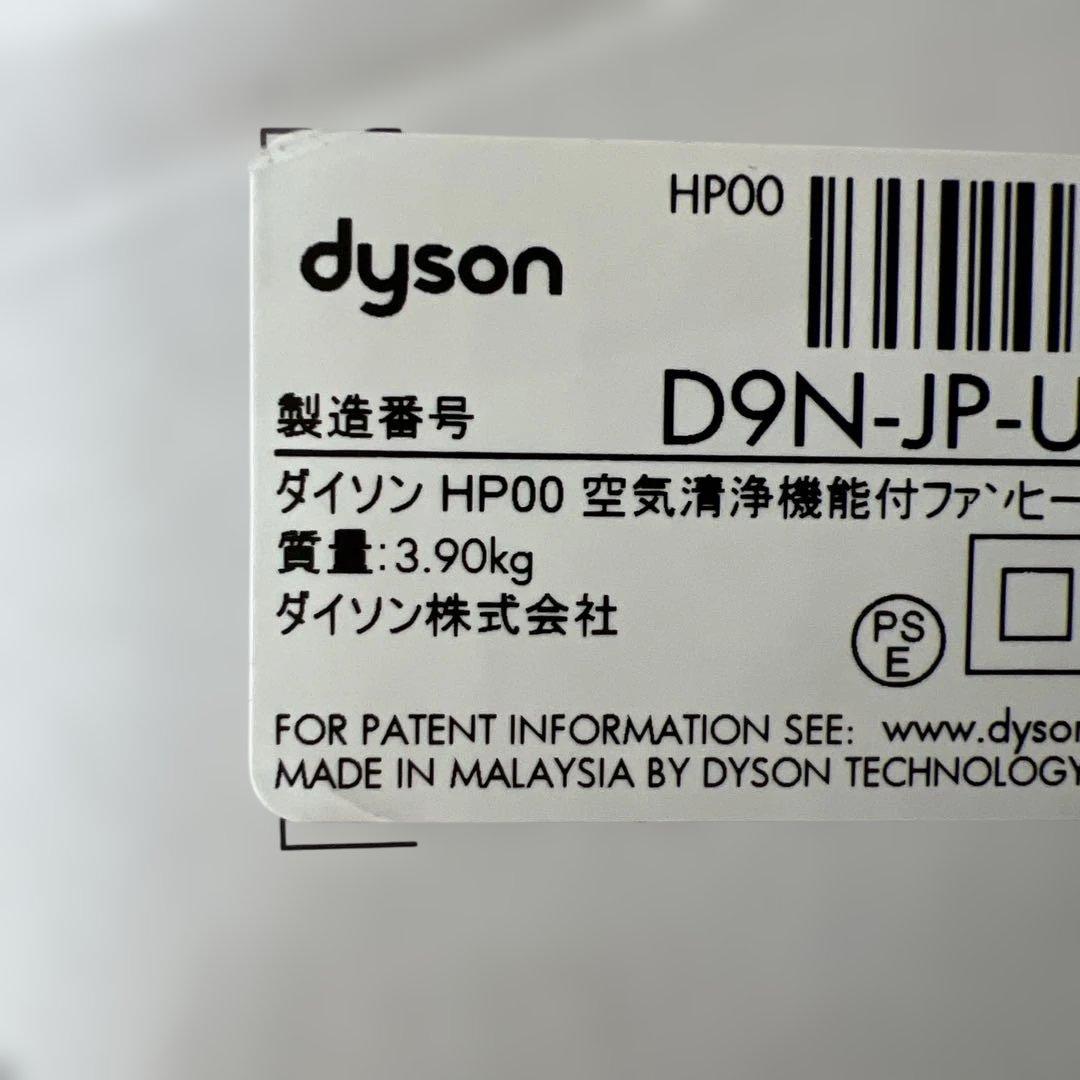 HP00
dyson
製造番号 D9N-JP-U
ダイソン HP00 空気清浄機能付ファンヒー
質量:3.90kg
ダイソン株式会社
PS
E
FOR PATENT INFORMATION SEE: www.dyson
MADE IN MALAYSIA BY DYSON TECHNOLOGY